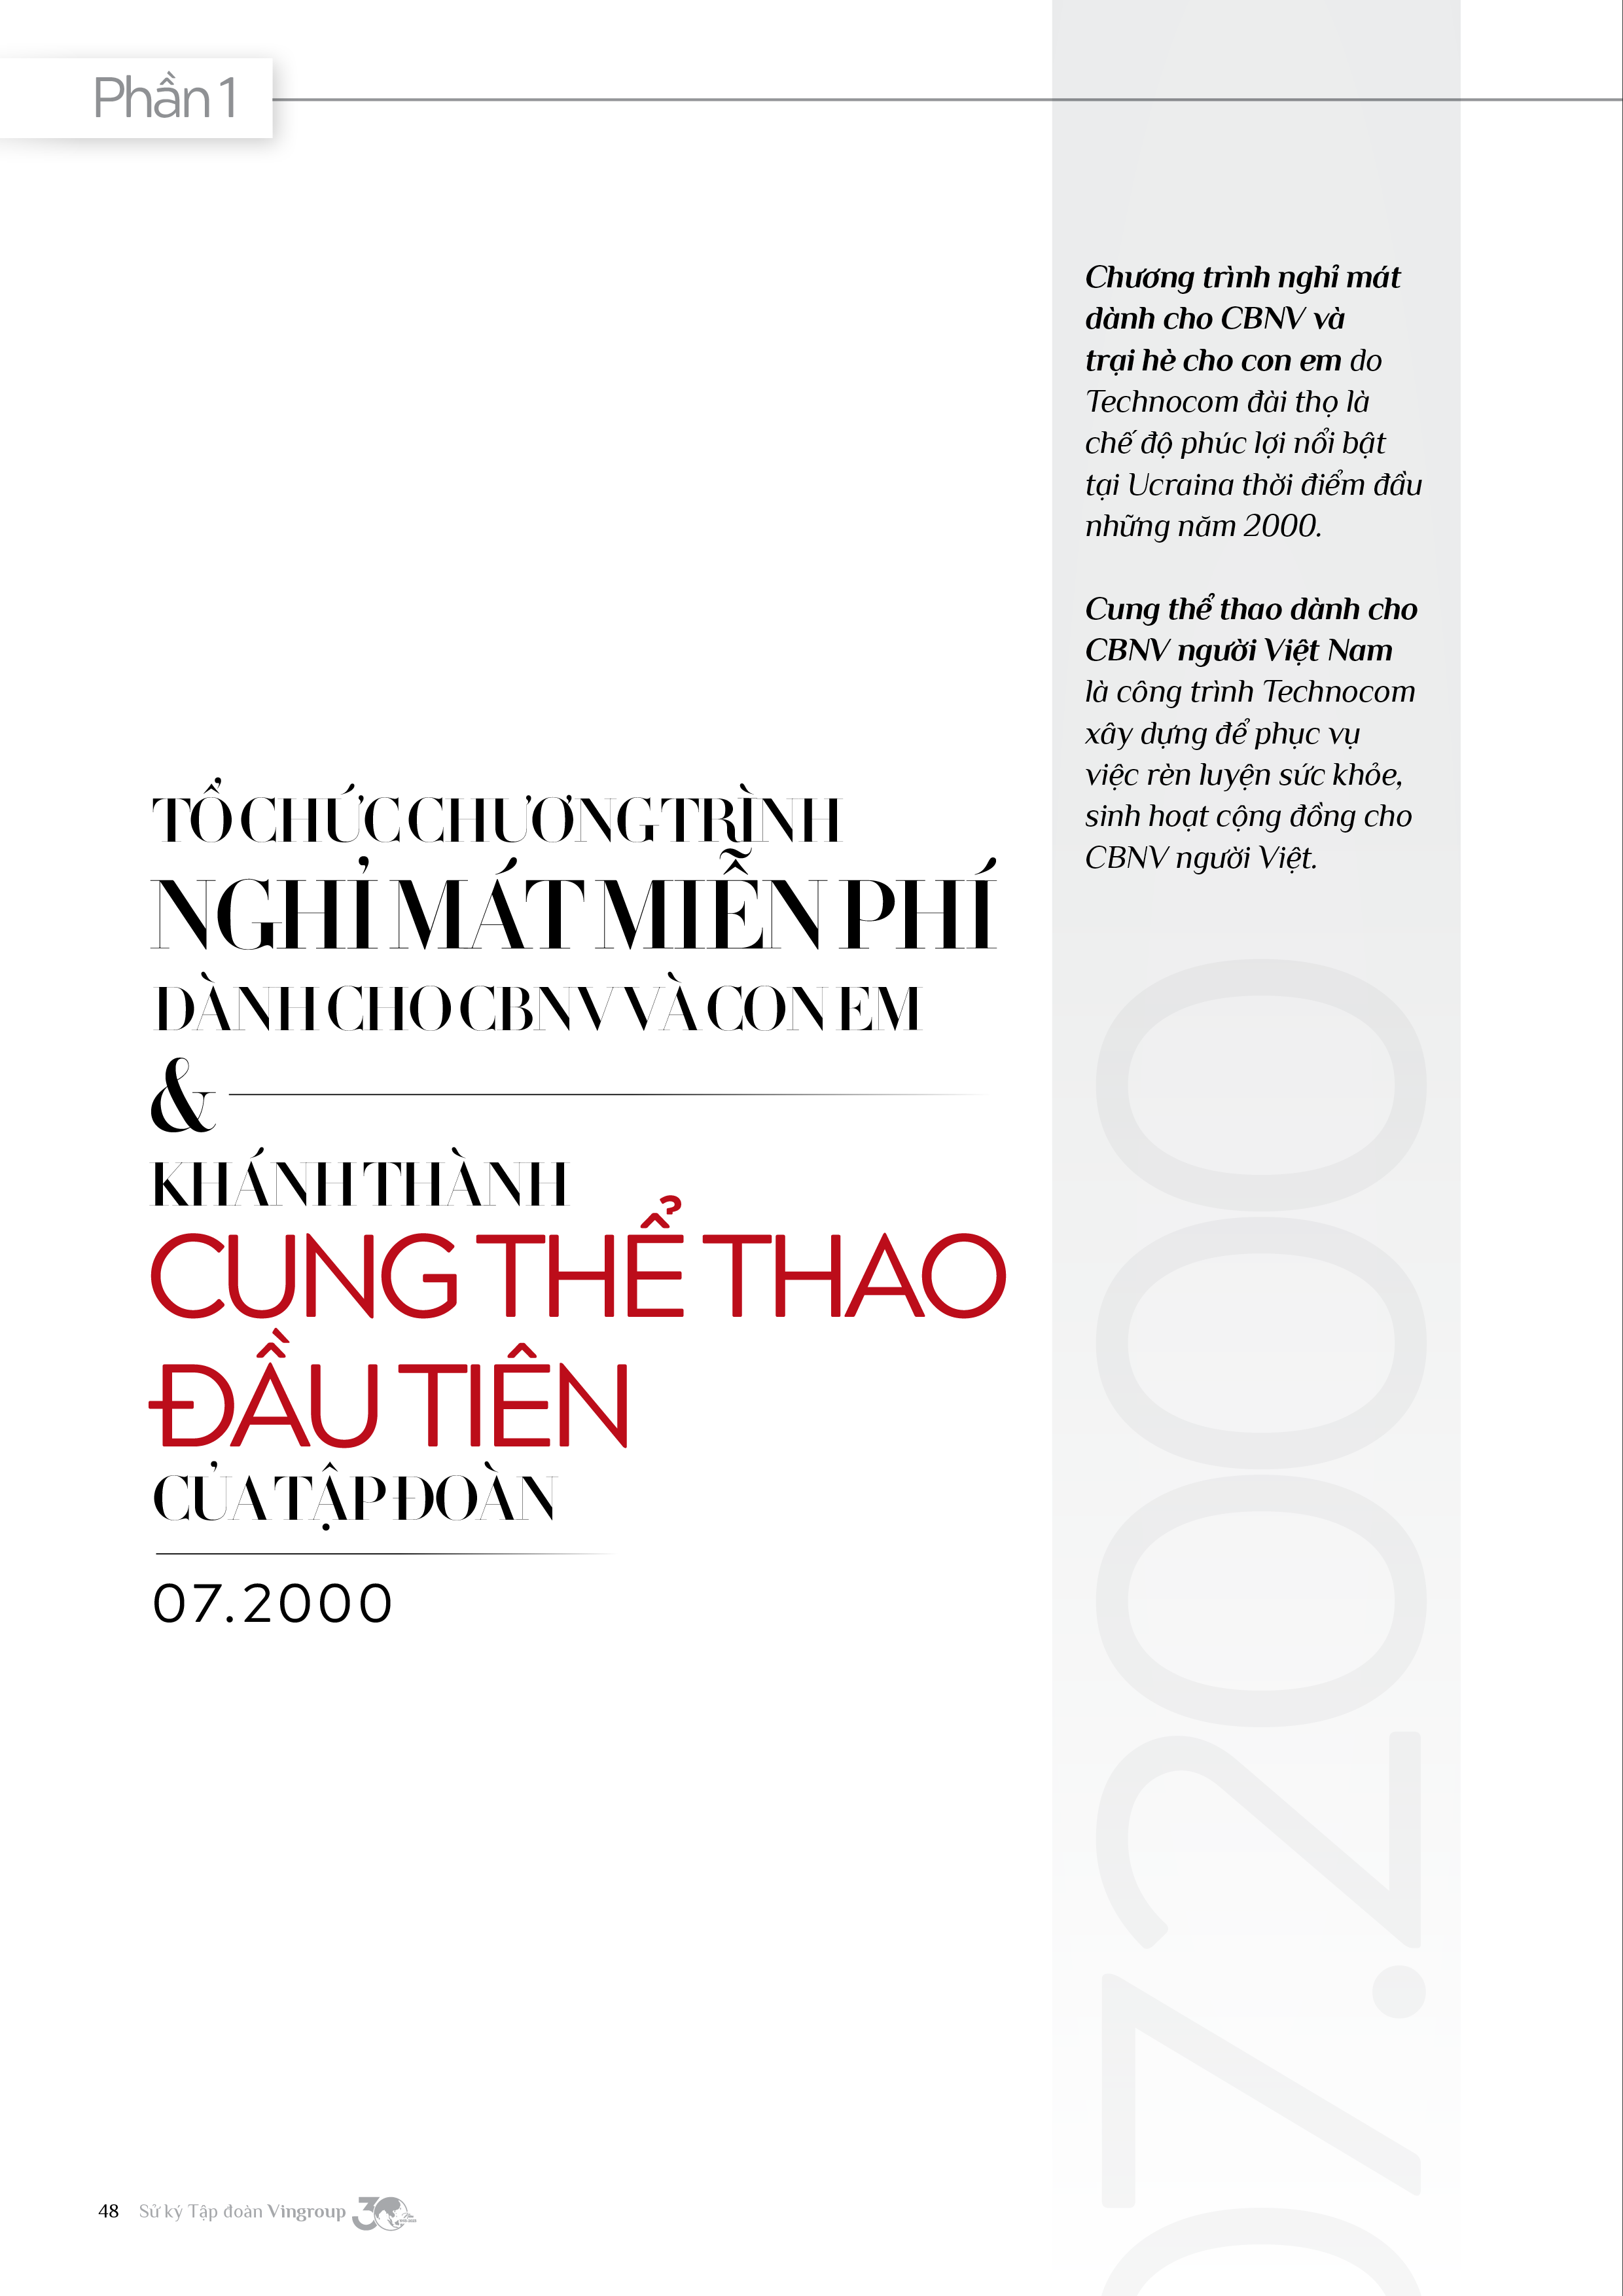 Phần 1
TỔ CHỨC CHƯƠNG TRÌNH
NGHỈ MÁT MIỄN PHÍ
DÀNH CHO CBNV VÀ CON EM
&
KHÁNH THÀNH
CUNG THỂ THAO
ĐẦU TIÊN
CỦA TẬP ĐOÀN
07.2000
Chương trình nghỉ mát
dành cho CBNV và
trại hè cho con em do
Technocom đài thọ là
chế độ phúc lợi nổi bật
tại Ucraina thời điểm đầu
những năm 2000.
Cung thể thao dành cho
CBNV người Việt Nam
là công trình Technocom
xây dựng để phục vụ
việc rèn luyện sức khỏe,
sinh hoạt cộng đồng cho
CBNV người Việt.
07.2000
48 Sử ký Tập đoàn Vingroup 30